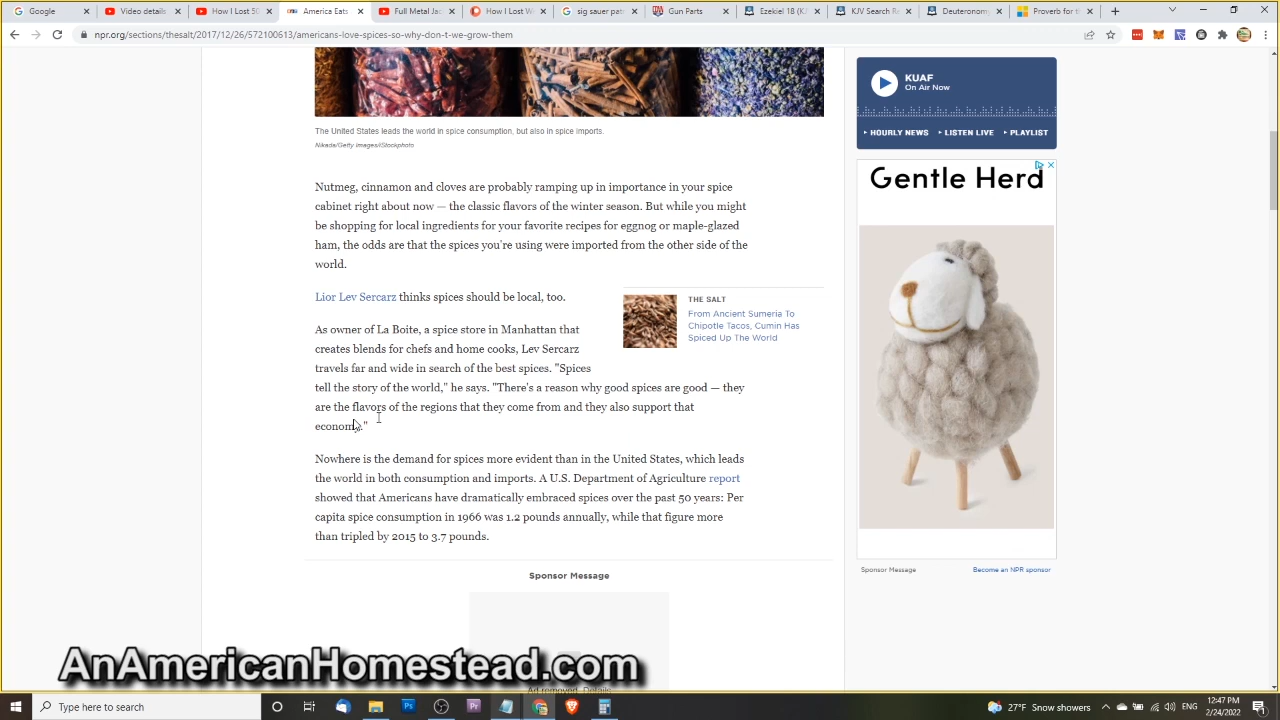 Google
Video details
How I Lost 50
America Eats
Full Metal Jac
How I Lost W
sig sauer pate
Gun Parts
Ezekiel 18 (KJ
KJV Search Re
Deuteronomy
Proverb for t
npr.org/sections/thesalt/2017/12/26/572100613/americans-love-spices-so-why-don-t-we-grow-them
The United States leads the world in spice consumption, but also in spice imports.
Nikada/Getty Images/iStockphoto
Nutmeg, cinnamon and cloves are probably ramping up in importance in your spice
cabinet right about now — the classic flavors of the winter season. But while you might
be shopping for local ingredients for your favorite recipes for eggnog or maple-glazed
ham, the odds are that the spices you're using were imported from the other side of the
world.
Lior Lev Sercarz thinks spices should be local, too.
As owner of La Boite, a spice store in Manhattan that
creates blends for chefs and home cooks, Lev Sercarz
travels far and wide in search of the best spices. "Spices
tell the story of the world," he says. "There's a reason why good spices are good — they
are the flavors of the regions that they come from and they also support that
economy."
THE SALT
From Ancient Sumeria To
Chipotle Tacos, Cumin Has
Spiced Up The World
Nowhere is the demand for spices more evident than in the United States, which leads
the world in both consumption and imports. A U.S. Department of Agriculture report
showed that Americans have dramatically embraced spices over the past 50 years: Per
capita spice consumption in 1966 was 1.2 pounds annually, while that figure more
than tripled by 2015 to 3.7 pounds.
Sponsor Message
Ad removed. Details
KUAF
On Air Now
HOURLY NEWS
LISTEN LIVE
PLAYLIST
Gentle Herd
Sponsor Message
Become an NPR sponsor
AnAmericanHomestead.com
Type here to search
27°F Snow showers
12:47 PM
2/24/2022